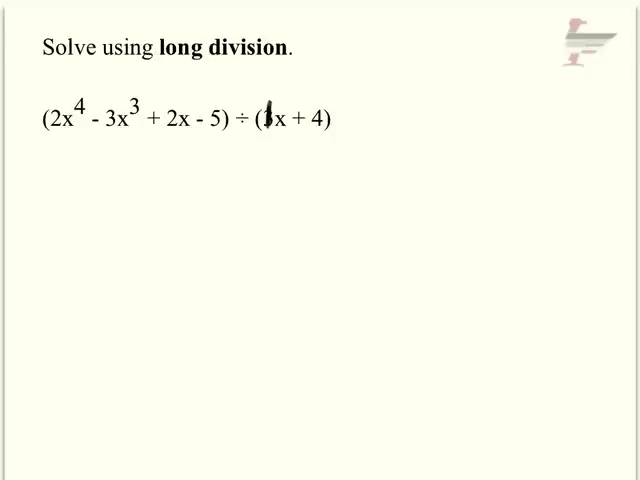 Solve using long division.
(2x⁴ - 3x³ + 2x - 5) ÷ (x + 4)